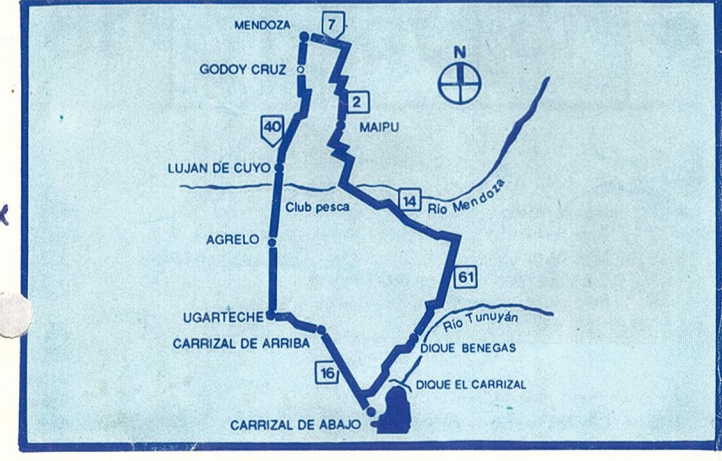 MENDOZA
7
N
GODOY CRUZ
2
40
MAIPU
LUJAN DE CUYO
14
Río Mendoza
Club pesca
AGRELO
61
UGARTECHE
Río Tunuyán
CARRIZAL DE ARRIBA
DIQUE BENEGAS
16
DIQUE EL CARRIZAL
CARRIZAL DE ABAJO